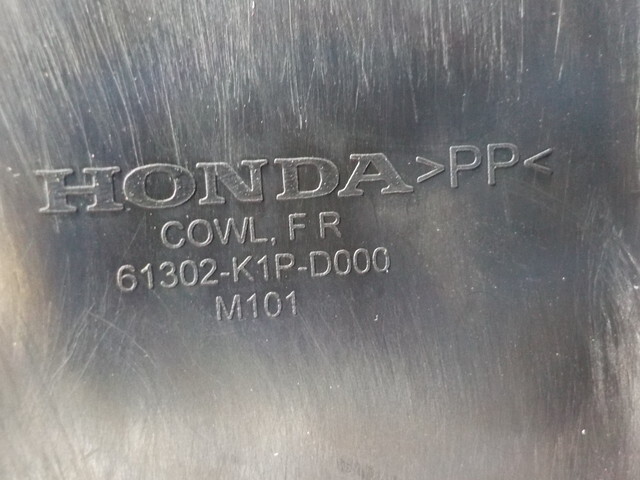 HONDA >PP<
COWL, F R
61302-K1P-D000
M101